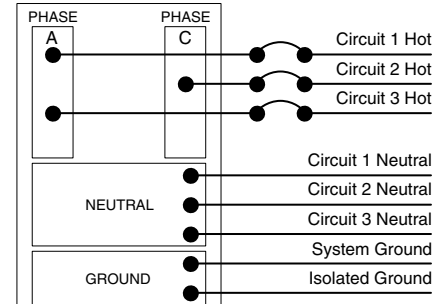 PHASE
A
PHASE
C
Circuit 1 Hot
Circuit 2 Hot
Circuit 3 Hot
NEUTRAL
Circuit 1 Neutral
Circuit 2 Neutral
Circuit 3 Neutral
GROUND
System Ground
Isolated Ground